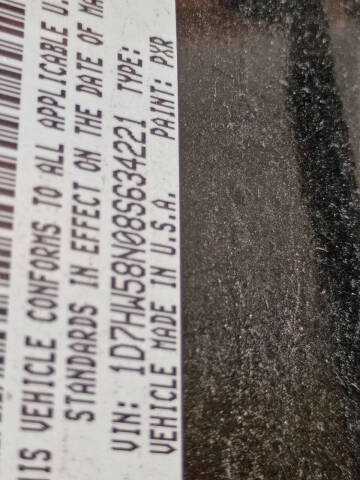 HIS VEHICLE CONFORMS TO ALL APPLICABLE U.
STANDARDS IN EFFECT ON THE DATE OF MA
VIN: 1D7HW58N08S634221 TYPE:
VEHICLE MADE IN U.S.A. PAINT: PXR